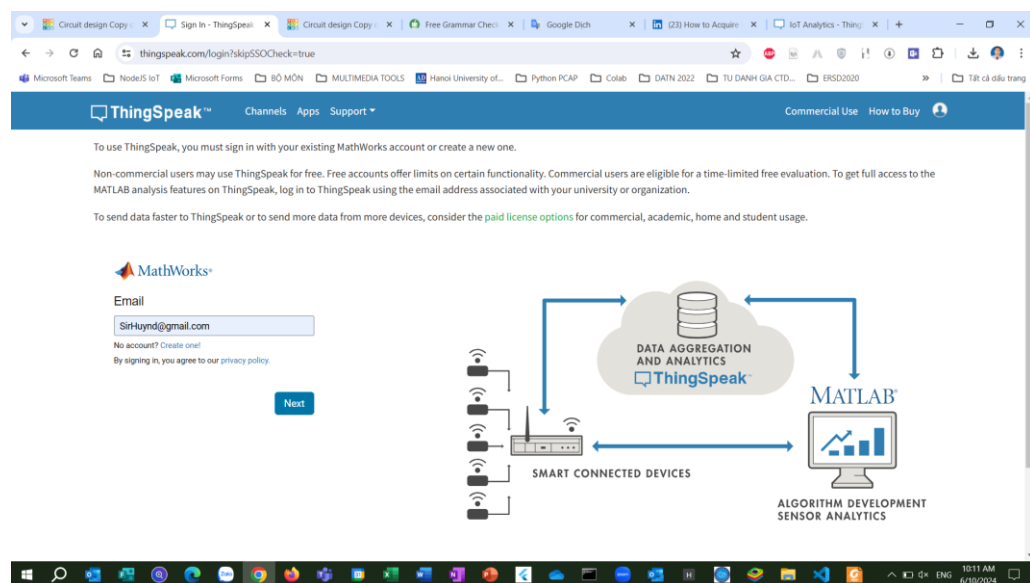 Circuit design Copy
Sign In - ThingSpeak
Circuit design Copy
Free Grammar Check
Google Dịch
(23) How to Acquire
IoT Analytics - Thing
thingspeak.com/login?skipSSOCheck=true
Microsoft Teams
NodeJS IoT
Microsoft Forms
BỘ MÔN
MULTIMEDIA TOOLS
Hanoi University of...
Python PCAP
Colab
DATN 2022
TU DANH GIA CTD...
ERSD2020
»
Tất cả dấu trang
ThingSpeak™
Channels Apps Support
Commercial Use How to Buy
To use ThingSpeak, you must sign in with your existing MathWorks account or create a new one.
Non-commercial users may use ThingSpeak for free. Free accounts offer limits on certain functionality. Commercial users are eligible for a time-limited free evaluation. To get full access to the
MATLAB analysis features on ThingSpeak, log in to ThingSpeak using the email address associated with your university or organization.
To send data faster to ThingSpeak or to send more data from more devices, consider the paid license options for commercial, academic, home and student usage.
MathWorks®
Email
SirHuynd@gmail.com
No account? Create one!
By signing in, you agree to our privacy policy.
Next
DATA AGGREGATION
AND ANALYTICS
ThingSpeak™
SMART CONNECTED DEVICES
MATLAB®
ALGORITHM DEVELOPMENT
SENSOR ANALYTICS
ENG
10:11 AM
6/10/2024